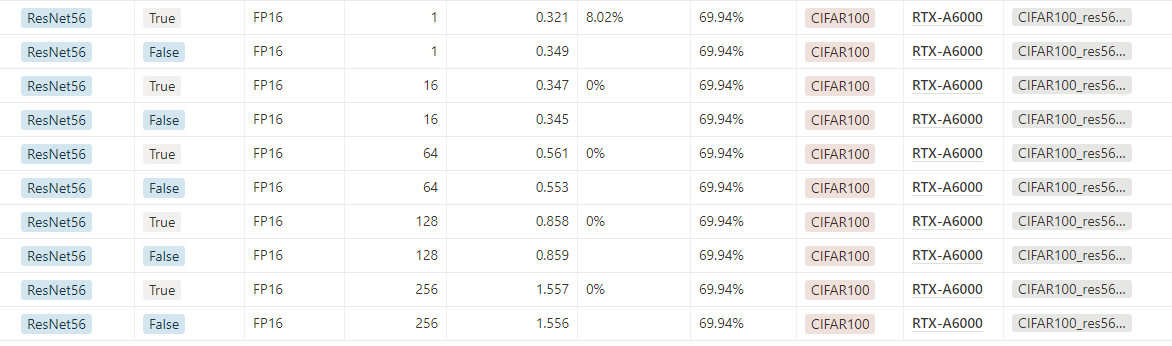 ResNet56 True FP16 1 0.321 8.02% 69.94% CIFAR100 RTX-A6000 CIFAR100_res56...
ResNet56 False FP16 1 0.349 69.94% CIFAR100 RTX-A6000 CIFAR100_res56...
ResNet56 True FP16 16 0.347 0% 69.94% CIFAR100 RTX-A6000 CIFAR100_res56...
ResNet56 False FP16 16 0.345 69.94% CIFAR100 RTX-A6000 CIFAR100_res56...
ResNet56 True FP16 64 0.561 0% 69.94% CIFAR100 RTX-A6000 CIFAR100_res56...
ResNet56 False FP16 64 0.553 69.94% CIFAR100 RTX-A6000 CIFAR100_res56...
ResNet56 True FP16 128 0.858 0% 69.94% CIFAR100 RTX-A6000 CIFAR100_res56...
ResNet56 False FP16 128 0.859 69.94% CIFAR100 RTX-A6000 CIFAR100_res56...
ResNet56 True FP16 256 1.557 0% 69.94% CIFAR100 RTX-A6000 CIFAR100_res56...
ResNet56 False FP16 256 1.556 69.94% CIFAR100 RTX-A6000 CIFAR100_res56...